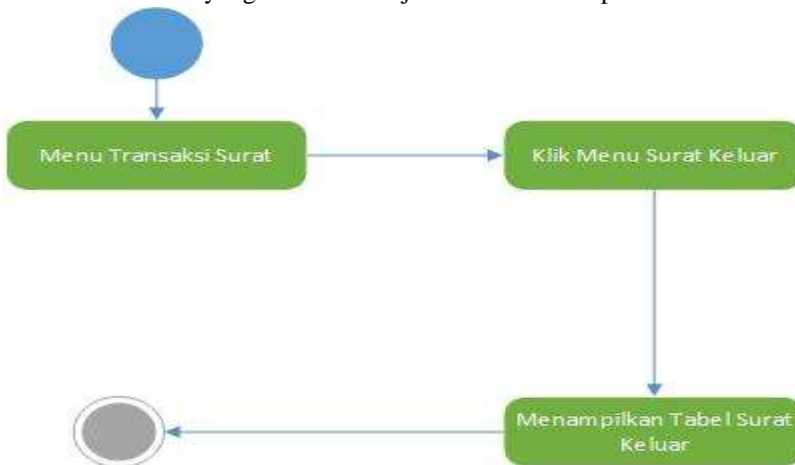 Menu Transaksi Surat
Klik Menu Surat Keluar
Menampilkan Tabel Surat
Keluar